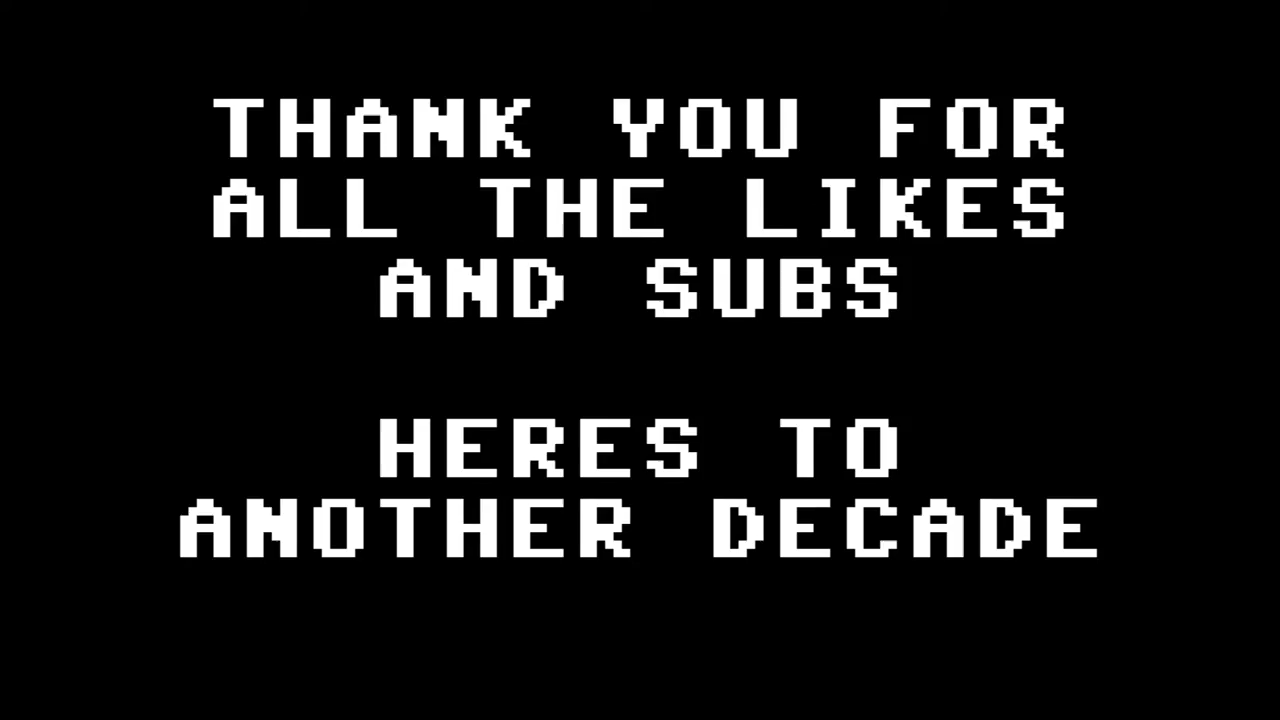 THANK YOU FOR
ALL THE LIKES
AND SUBS
HERES TO
ANOTHER DECADE